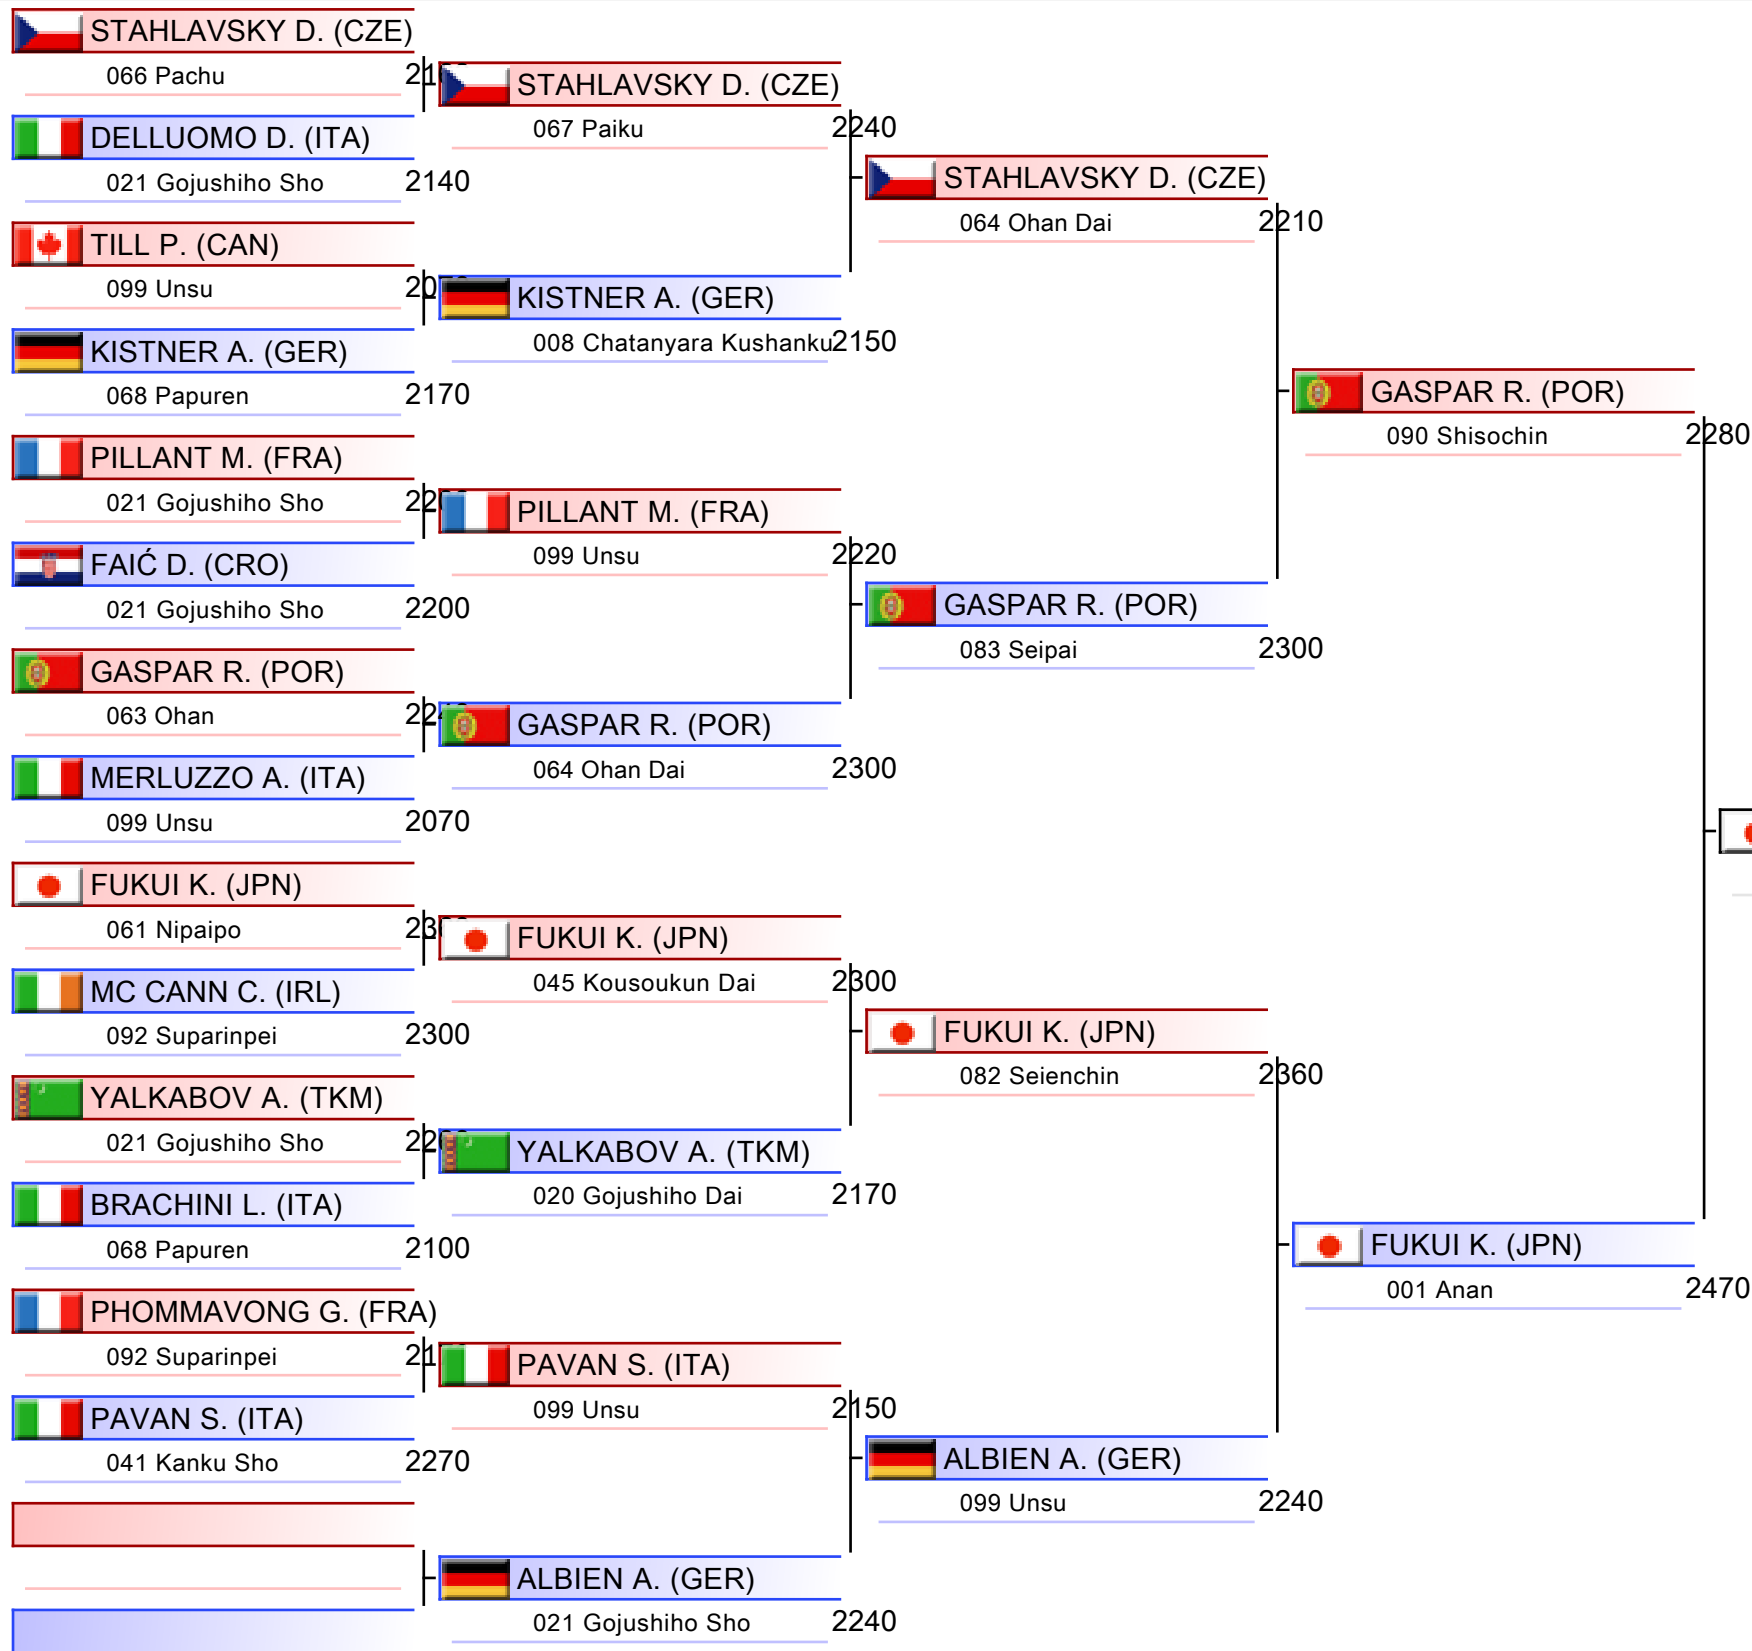 STAHLAVSKY D. (CZE)
066 Pachu
DELLUOMO D. (ITA)
021 Gojushiho Sho 2140
TILL P. (CAN)
099 Unsu
KISTNER A. (GER)
068 Papuren 2170
PILLANT M. (FRA)
021 Gojushiho Sho
FAIĆ D. (CRO)
021 Gojushiho Sho 2200
GASPAR R. (POR)
063 Ohan
MERLUZZO A. (ITA)
099 Unsu 2070
FUKUI K. (JPN)
061 Nipaipo
MC CANN C. (IRL)
092 Suparinpei 2300
YALKABOV A. (TKM)
021 Gojushiho Sho
BRACHINI L. (ITA)
068 Papuren 2100
PHOMMAVONG G. (FRA)
092 Suparinpei
PAVAN S. (ITA)
041 Kanku Sho 2270
STAHLAVSKY D. (CZE)
067 Paiku 2240
KISTNER A. (GER)
008 Chatanyara Kushanku 2150
PILLANT M. (FRA)
099 Unsu 2220
GASPAR R. (POR)
064 Ohan Dai 2300
FUKUI K. (JPN)
045 Kousoukun Dai 2300
YALKABOV A. (TKM)
020 Gojushiho Dai 2170
PAVAN S. (ITA)
099 Unsu 2150
ALBIEN A. (GER)
021 Gojushiho Sho 2240
STAHLAVSKY D. (CZE)
064 Ohan Dai 2210
GASPAR R. (POR)
083 Seipai 2300
FUKUI K. (JPN)
082 Seienchin 2360
ALBIEN A. (GER)
099 Unsu 2240
GASPAR R. (POR)
090 Shisochin 2280
FUKUI K. (JPN)
001 Anan 2470